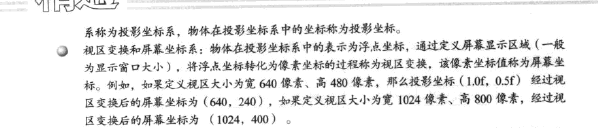 系称为投影坐标系，物体在投影坐标系中的坐标称为投影坐标。
视区变换和屏幕坐标系：物体在投影坐标系中的表示为浮点坐标，通过定义屏幕显示区域（一般
为显示窗口大小），将浮点坐标转化为像素坐标的过程称为视区变换，该像素坐标值称为屏幕坐
标。例如，如果定义视区大小为宽 640 像素、高 480 像素，那么投影坐标（1.0f，0.5f）经过视
区变换后的屏幕坐标为（640，240），如果定义视区大小为宽 1024 像素、高 800 像素，经过视
区变换后的屏幕坐标为 （1024，400）。